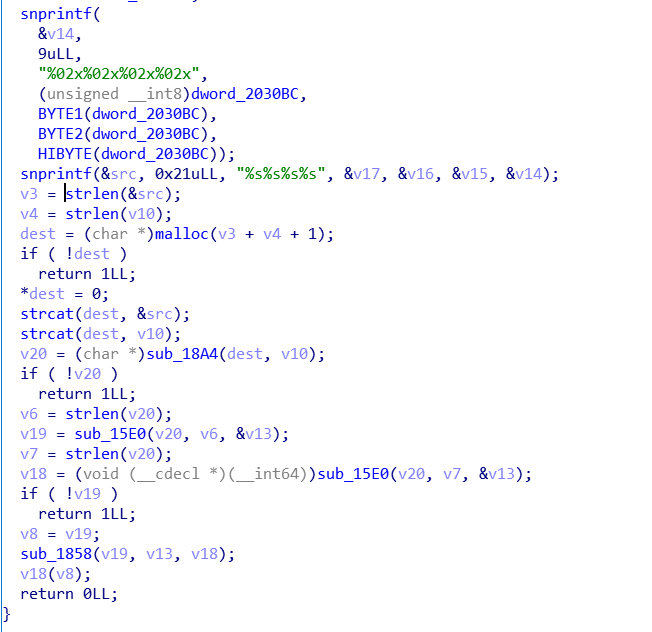 snprintf(
&v14,
9uLL,
"%02x%02x%02x%02x",
(unsigned __int8)dword_2030BC,
BYTE1(dword_2030BC),
BYTE2(dword_2030BC),
HIBYTE(dword_2030BC));
snprintf(&src, 0x21uLL, "%s%s%s%s", &v17, &v16, &v15, &v14);
v3 = strlen(&src);
v4 = strlen(v10);
dest = (char *)malloc(v3 + v4 + 1);
if ( !dest )
return 1LL;
*dest = 0;
strcat(dest, &src);
strcat(dest, v10);
v20 = (char *)sub_18A4(dest, v10);
if ( !v20 )
return 1LL;
v6 = strlen(v20);
v19 = sub_15E0(v20, v6, &v13);
v7 = strlen(v20);
v18 = (void (__cdecl *)(__int64))sub_15E0(v20, v7, &v13);
if ( !v19 )
return 1LL;
v8 = v19;
sub_1858(v19, v13, v18);
v18(v8);
return 0LL;
}